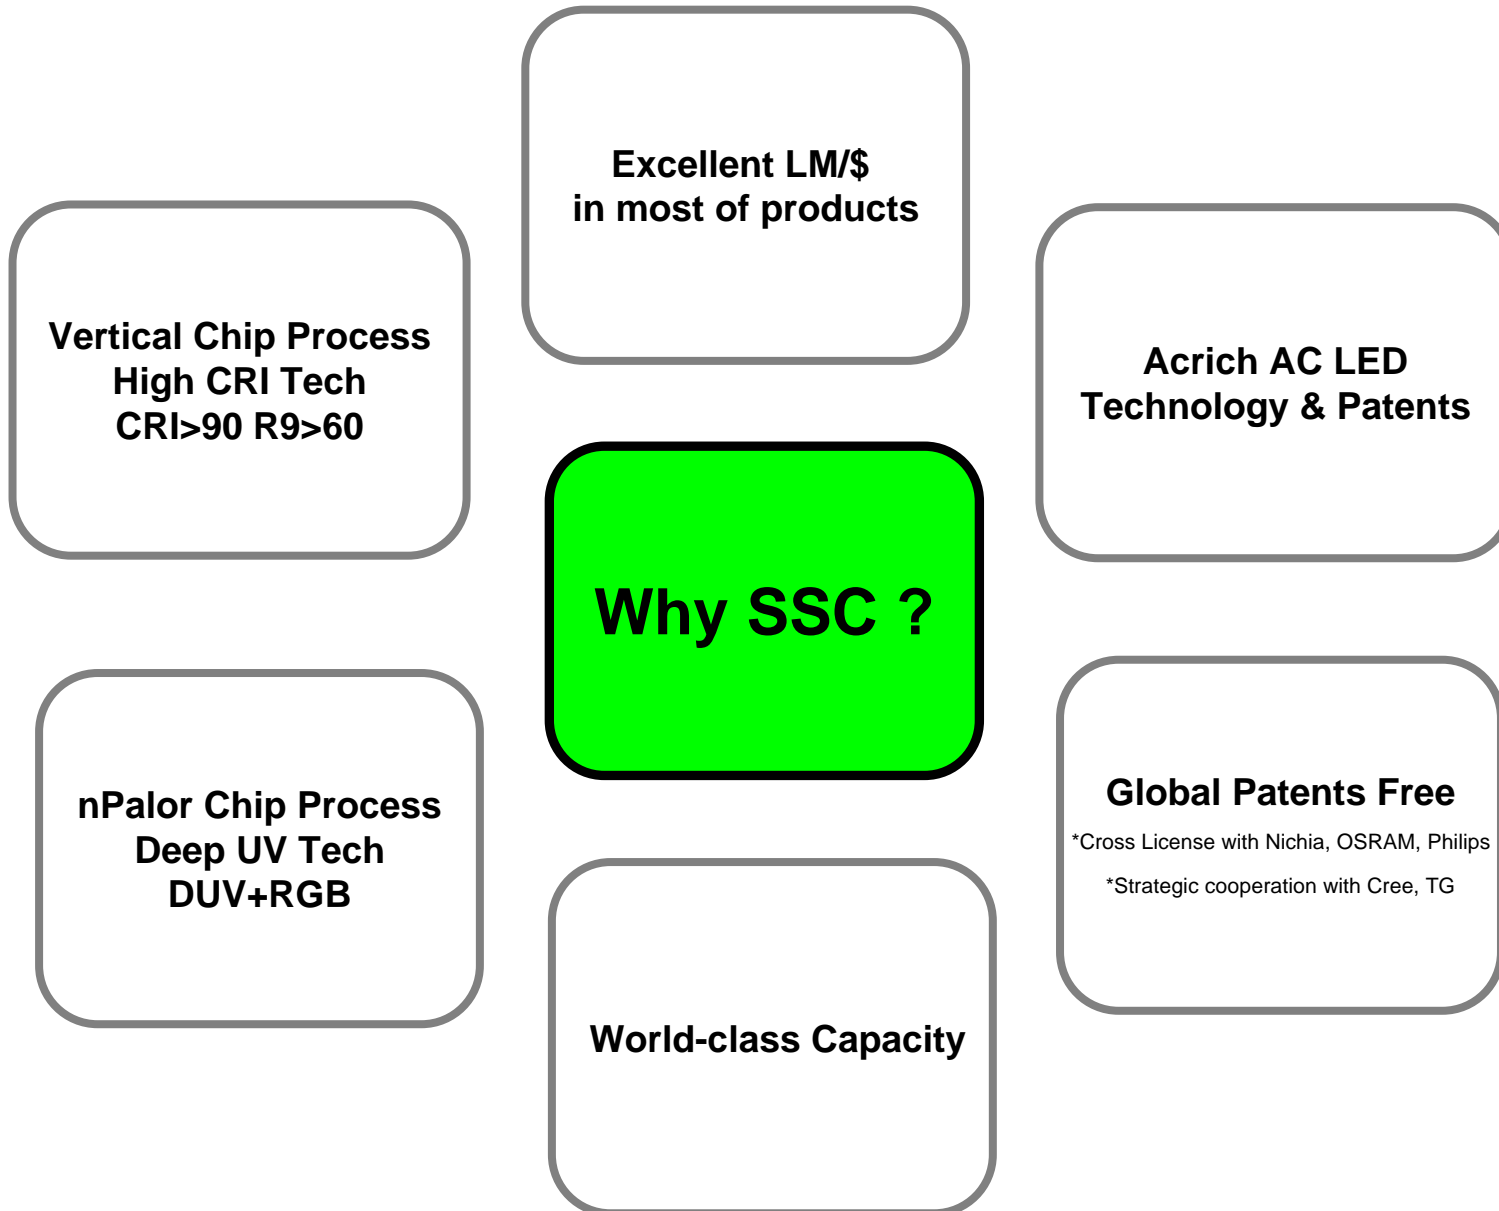 Excellent LM/$
in most of products
Vertical Chip Process
High CRI Tech
CRI>90 R9>60
Acrich AC LED
Technology & Patents
Why SSC ?
nPalor Chip Process
Deep UV Tech
DUV+RGB
Global Patents Free
*Cross License with Nichia, OSRAM, Philips
*Strategic cooperation with Cree, TG
World-class Capacity